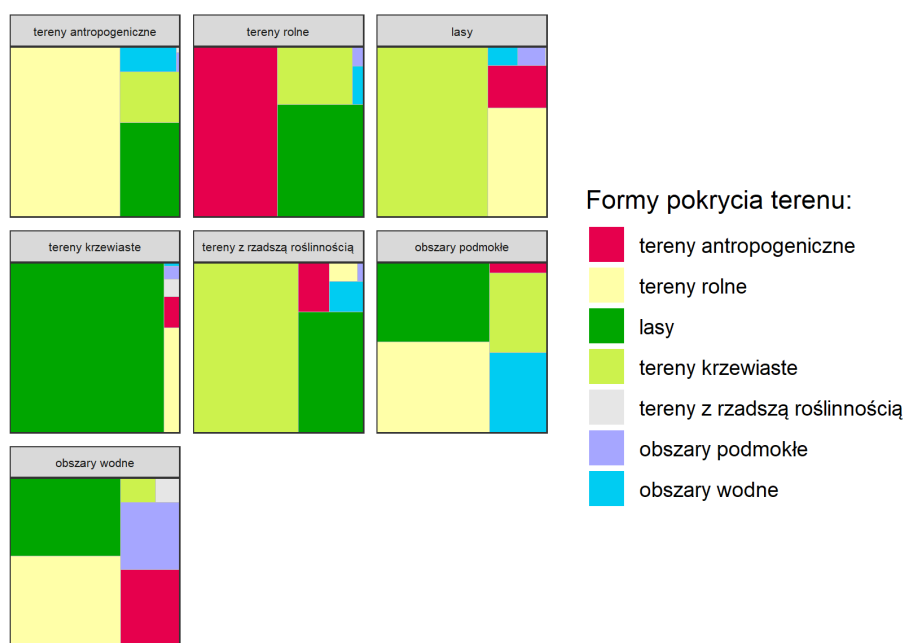 tereny antropogeniczne
tereny rolne
lasy
tereny krzewiaste
tereny z rzadszą roślinnością
obszary podmokłe
obszary wodne
Formy pokrycia terenu:
tereny antropogeniczne
tereny rolne
lasy
tereny krzewiaste
tereny z rzadszą roślinnością
obszary podmokłe
obszary wodne